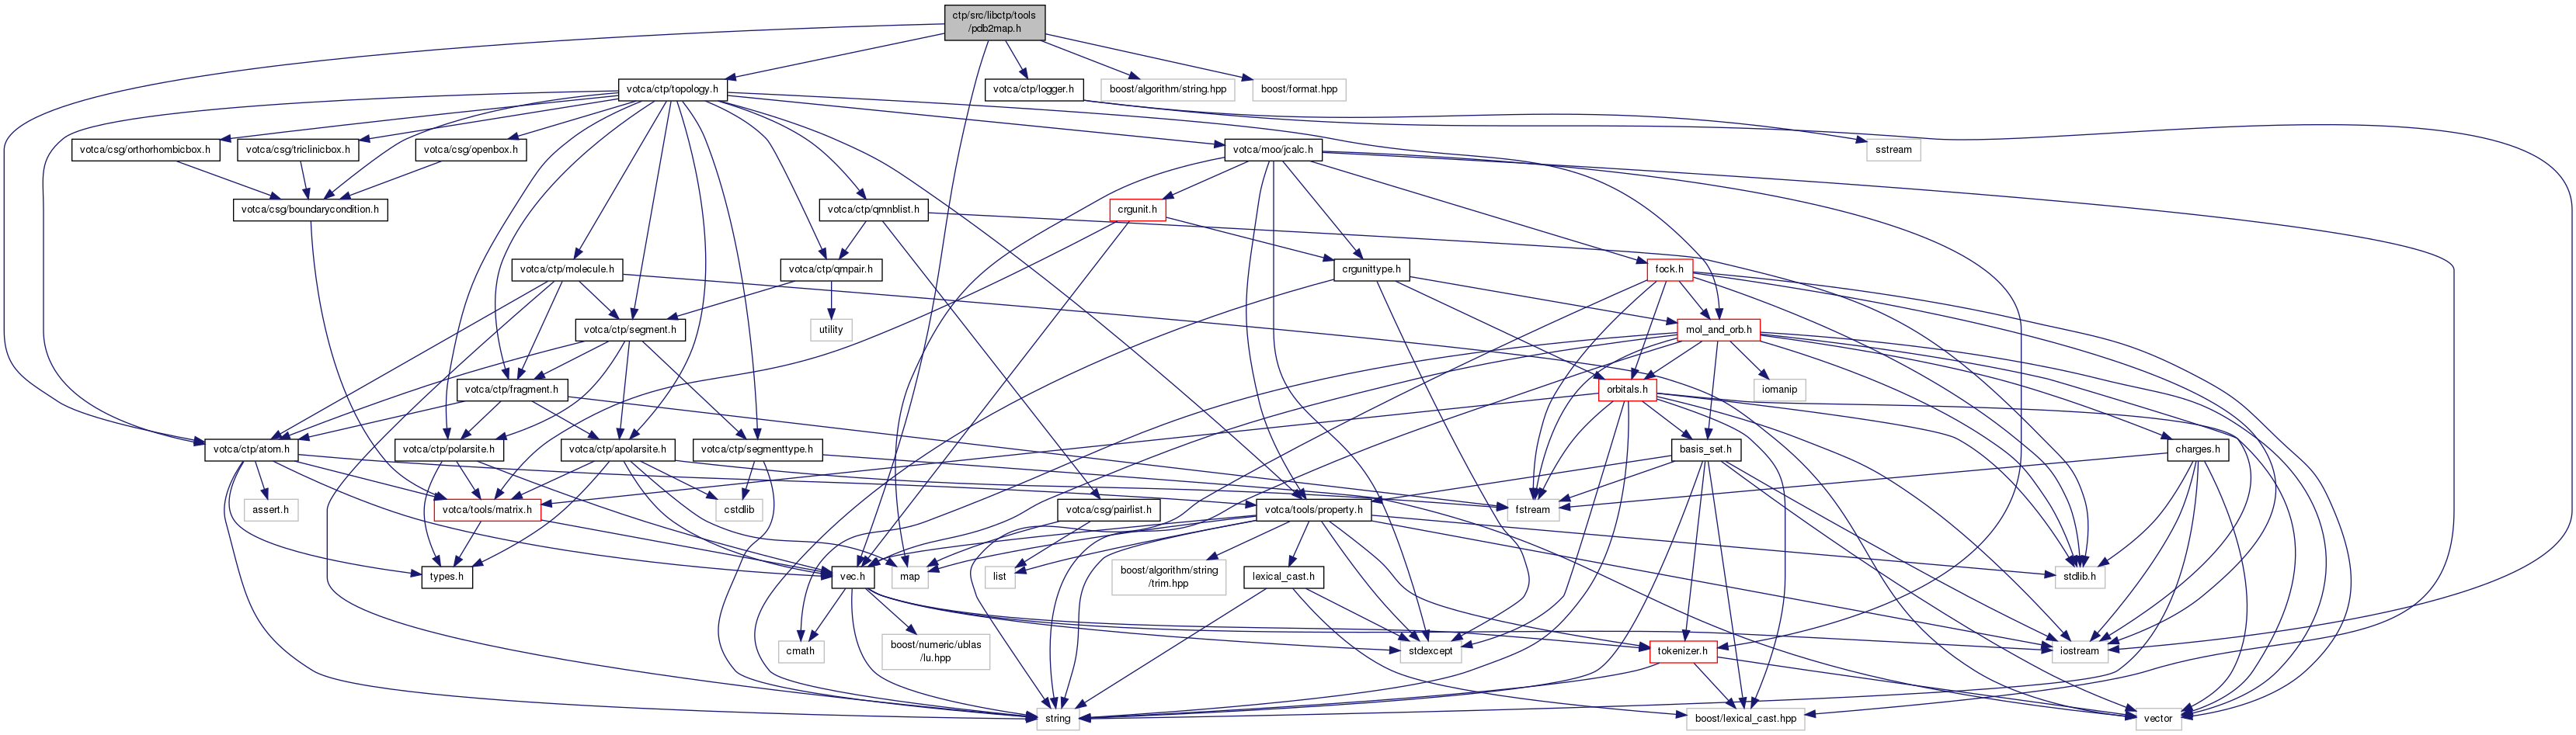 ctp/src/libctp/tools
/pdb2map.h
votca/ctp/topology.h
votca/ctp/logger.h
boost/algorithm/string.hpp
boost/format.hpp
votca/csg/orthorhombicbox.h
votca/csg/triclinicbox.h
votca/csg/openbox.h
votca/moo/jcalc.h
sstream
votca/csg/boundarycondition.h
votca/ctp/qmnblist.h
crgunit.h
votca/ctp/molecule.h
votca/ctp/qmpair.h
crgunittype.h
fock.h
votca/ctp/segment.h
utility
mol_and_orb.h
votca/ctp/fragment.h
orbitals.h
iomanip
votca/ctp/atom.h
votca/ctp/polarsite.h
votca/ctp/apolarsite.h
votca/ctp/segmenttype.h
basis_set.h
charges.h
assert.h
votca/tools/matrix.h
cstdlib
votca/csg/pairlist.h
votca/tools/property.h
fstream
types.h
vec.h
map
list
boost/algorithm/string
/trim.hpp
lexical_cast.h
stdlib.h
cmath
boost/numeric/ublas
/lu.hpp
stdexcept
tokenizer.h
iostream
string
boost/lexical_cast.hpp
vector